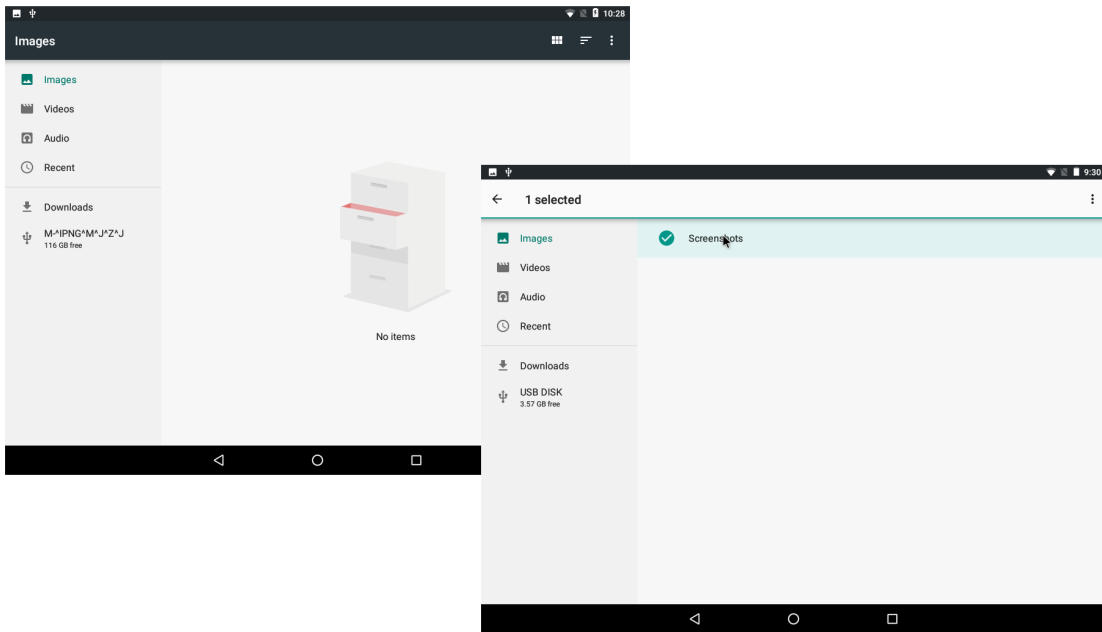 10:28
Images
Images
Videos
Audio
Recent
Downloads
M-^IPNG^M^J^Z^J
116 GB free
No items
9:30
1 selected
Images
Screenshots
Videos
Audio
Recent
Downloads
USB DISK
3.57 GB free